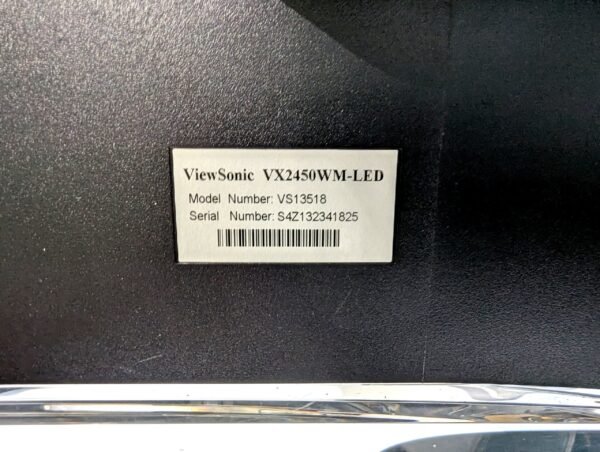 ViewSonic VX2450WM-LED
Model Number: VS13518
Serial Number: S4Z132341825